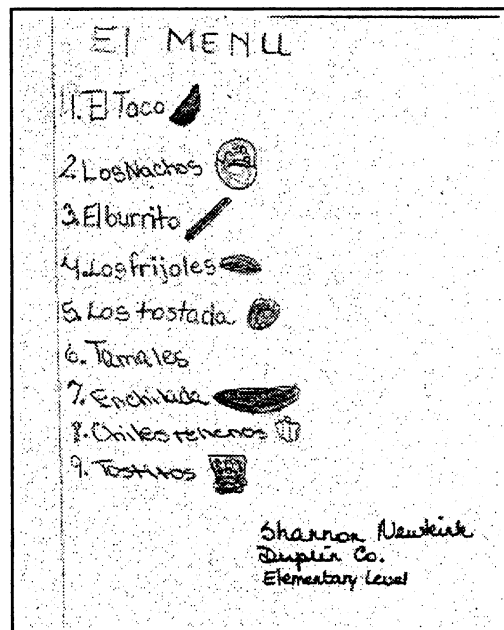 El MENU
1. El Taco
2. Los Nachos
3. El burrito
4. Los frijoles
5. Los tostada
6. Tamales
7. Enchilada
8. Chiles rehenos
9. Tostitos
Shannon Newkirk
Duplin Co.
Elementary Level